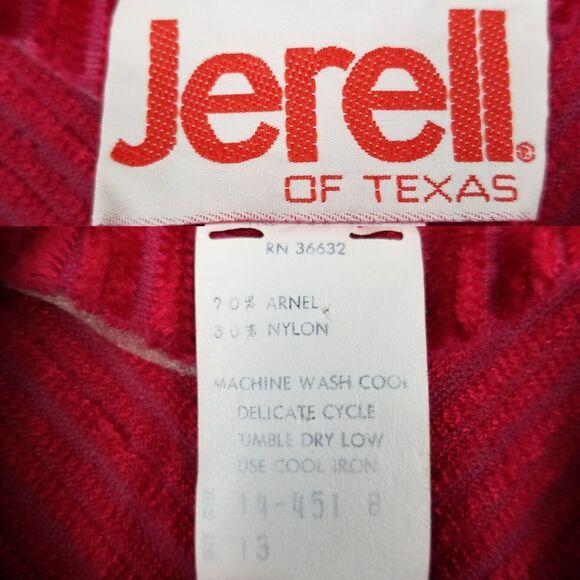 Jerell®
OF TEXAS
RN 36632
70% ARNEL
30% NYLON
MACHINE WASH COOL
DELICATE CYCLE
TUMBLE DRY LOW
USE COOL IRON
14-451 8
13